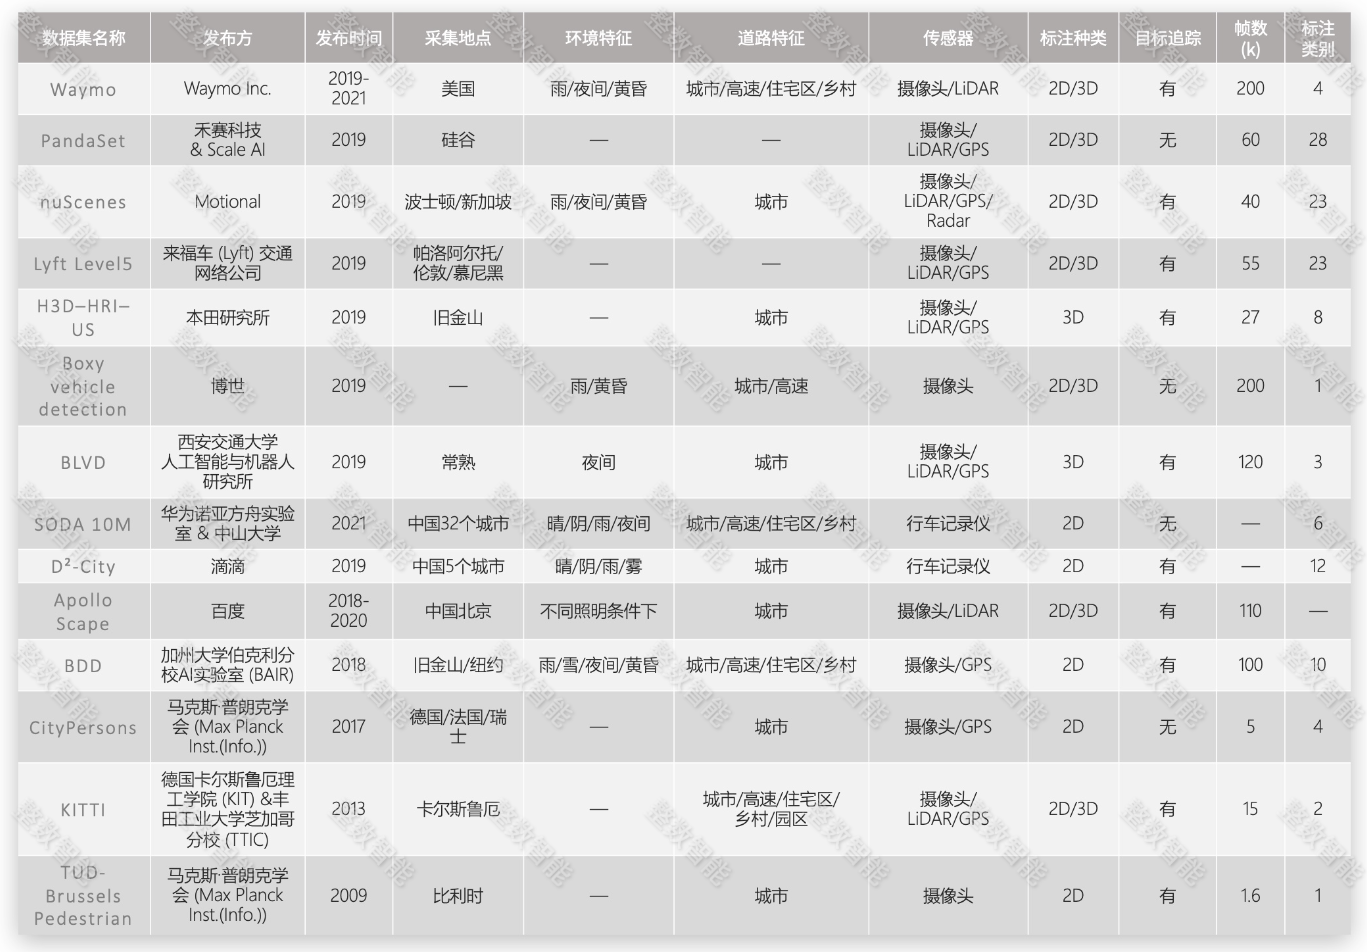 数据集名称 发布方 发布时间 采集地点 环境特征 道路特征 传感器 标注种类 目标追踪 帧数(k) 标注类别
Waymo Waymo Inc. 2019-2021 美国 雨/夜间/黄昏 城市/高速/住宅区/乡村 摄像头/LiDAR 2D/3D 有 200 4
PandaSet 禾赛科技 & Scale AI 2019 硅谷 — — 摄像头/LiDAR/GPS 2D/3D 无 60 28
nuScenes Motional 2019 波士顿/新加坡 雨/夜间/黄昏 城市 摄像头/LiDAR/GPS/Radar 2D/3D 有 40 23
Lyft Level5 来福车 (Lyft) 交通网络公司 2019 帕洛阿尔托/伦敦/慕尼黑 — — 摄像头/LiDAR/GPS 2D/3D 有 55 23
H3D–HRI–US 本田研究所 2019 旧金山 — 城市 摄像头/LiDAR/GPS 3D 有 27 8
Boxy vehicle detection 博世 2019 — 雨/黄昏 城市/高速 摄像头 2D/3D 无 200 1
BLVD 西安交通大学人工智能与机器人研究所 2019 常熟 夜间 城市 摄像头/LiDAR/GPS 3D 有 120 3
SODA 10M 华为诺亚方舟实验室 & 中山大学 2021 中国32个城市 晴/阴/雨/夜间 城市/高速/住宅区/乡村 行车记录仪 2D 无 — 6
D²-City 滴滴 2019 中国5个城市 晴/阴/雨/雾 城市 行车记录仪 2D 有 — 12
Apollo Scape 百度 2018-2020 中国北京 不同照明条件下 城市 摄像头/LiDAR 2D/3D 有 110 —
BDD 加州大学伯克利分校AI实验室 (BAIR) 2018 旧金山/纽约 雨/雪/夜间/黄昏 城市/高速/住宅区/乡村 摄像头/GPS 2D 有 100 10
CityPersons 马克斯·普朗克学会 (Max Planck Inst.(Info.)) 2017 德国/法国/瑞士 — 城市 摄像头/GPS 2D 无 5 4
KITTI 德国卡尔斯鲁厄理工学院 (KIT) &丰田工业大学芝加哥分校 (TTIC) 2013 卡尔斯鲁厄 — 城市/高速/住宅区/乡村/园区 摄像头/LiDAR/GPS 2D/3D 有 15 2
TUD-Brussels Pedestrian 马克斯·普朗克学会 (Max Planck Inst.(Info.)) 2009 比利时 — 城市 摄像头 2D 有 1.6 1
整数智能